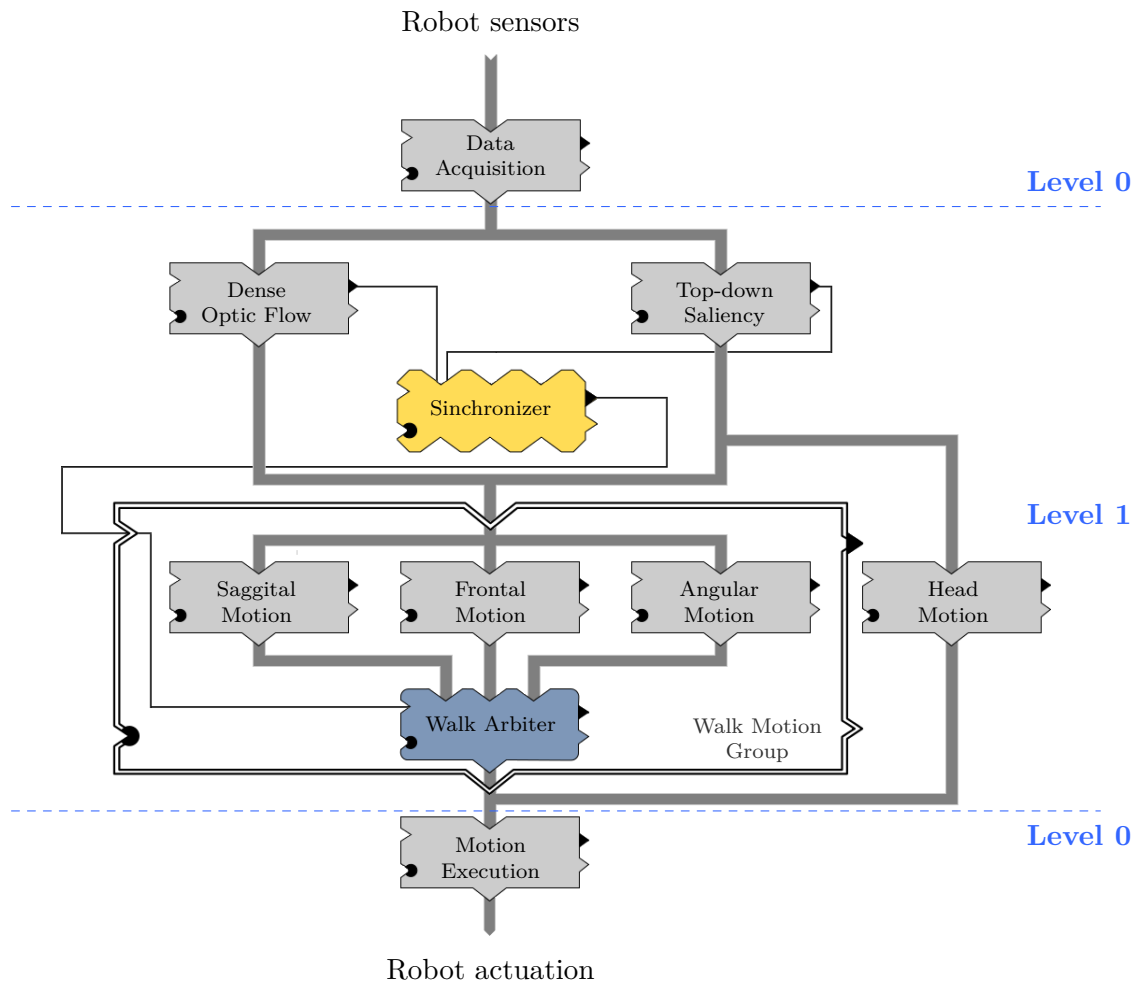 Robot sensors
Data
Acquisition
Level 0
Dense
Optic Flow
Top-down
Saliency
Sinchronizer
Level 1
Saggital
Motion
Frontal
Motion
Angular
Motion
Head
Motion
Walk Arbiter
Walk Motion
Group
Level 0
Motion
Execution
Robot actuation